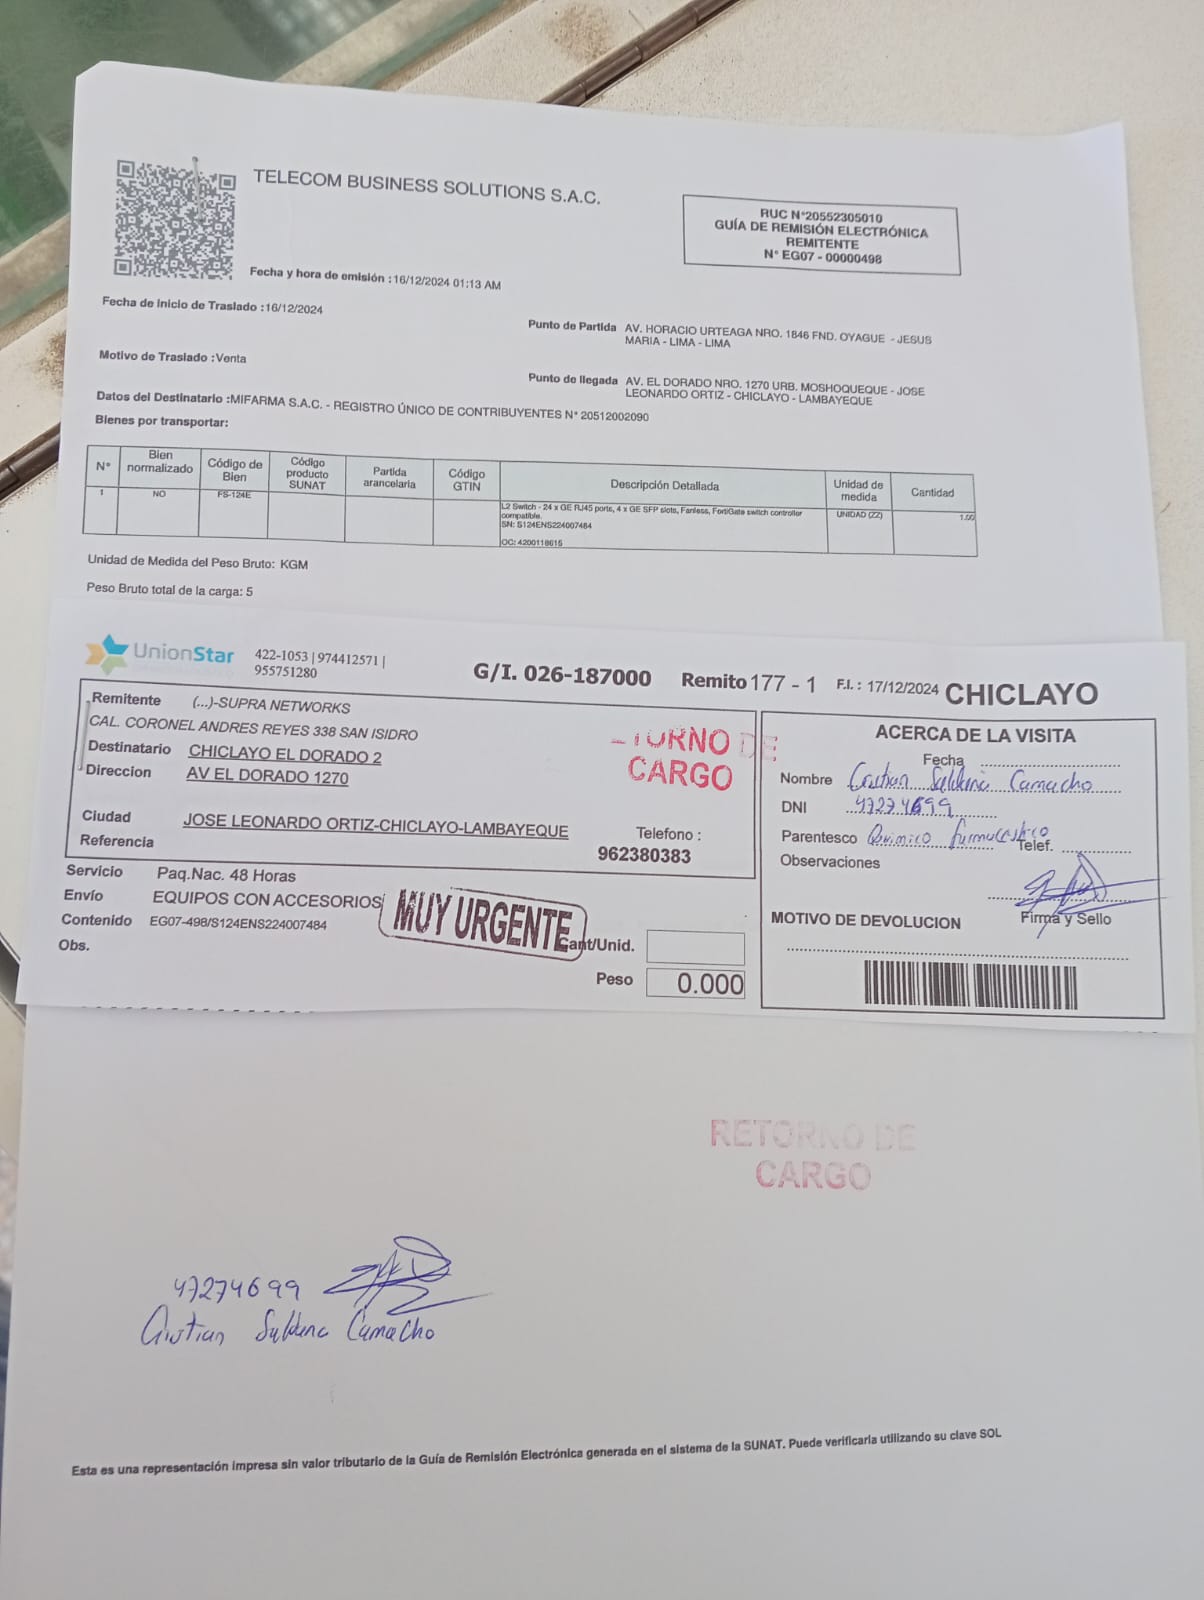 TELECOM BUSINESS SOLUTIONS S.A.C.
RUC N°20552305010
GUÍA DE REMISIÓN ELECTRÓNICA
REMITENTE
N° EG07 - 00000498
Fecha y hora de emisión :16/12/2024 01:13 AM
Fecha de inicio de Traslado :16/12/2024
Punto de Partida AV. HORACIO URTEAGA NRO. 1846 FND. OYAGUE - JESUS
MARIA - LIMA - LIMA
Motivo de Traslado :Venta
Punto de llegada AV. EL DORADO NRO. 1270 URB. MOSHOQUEQUE - JOSE
LEONARDO ORTIZ - CHICLAYO - LAMBAYEQUE
Datos del Destinatario :MIFARMA S.A.C. - REGISTRO ÚNICO DE CONTRIBUYENTES N° 20512002090
Bienes por transportar:
N° Bien normalizado Código de Bien Código producto SUNAT Partida arancelaria Código GTIN Descripción Detallada Unidad de medida Cantidad
1 NO FS-124E L2 Switch - 24 x GE RJ45 ports, 4 x GE SFP slots, Fanless, FortiGate switch controller UNIDAD (ZZ) 1.00
compatible.
SN: S124ENS224007484
OC: 4200118615
Unidad de Medida del Peso Bruto: KGM
Peso Bruto total de la carga: 5
UnionStar
422-1053 | 974412571 |
955751280
G/I. 026-187000 Remito 177 - 1 F.I. : 17/12/2024 CHICLAYO
Remitente (...)-SUPRA NETWORKS
CAL. CORONEL ANDRES REYES 338 SAN ISIDRO
Destinatario CHICLAYO EL DORADO 2
Direccion AV EL DORADO 1270
Ciudad JOSE LEONARDO ORTIZ-CHICLAYO-LAMBAYEQUE
Referencia
Telefono :
962380383
TORNO DE
CARGO
Servicio Paq.Nac. 48 Horas
Envío EQUIPOS CON ACCESORIOS
Contenido EG07-498/S124ENS224007484
Obs.
MUY URGENTE
Cant/Unid.
Peso 0.000
ACERCA DE LA VISITA
Fecha
Nombre Cristian Saldana Camacho
DNI 47274699
Parentesco Quimico farmaceutico
Telef.
Observaciones
Firma y Sello
MOTIVO DE DEVOLUCION
RETORNO DE
CARGO
47274699
Cristian Saldana Camacho
Esta es una representación impresa sin valor tributario de la Guía de Remisión Electrónica generada en el sistema de la SUNAT. Puede verificarla utilizando su clave SOL